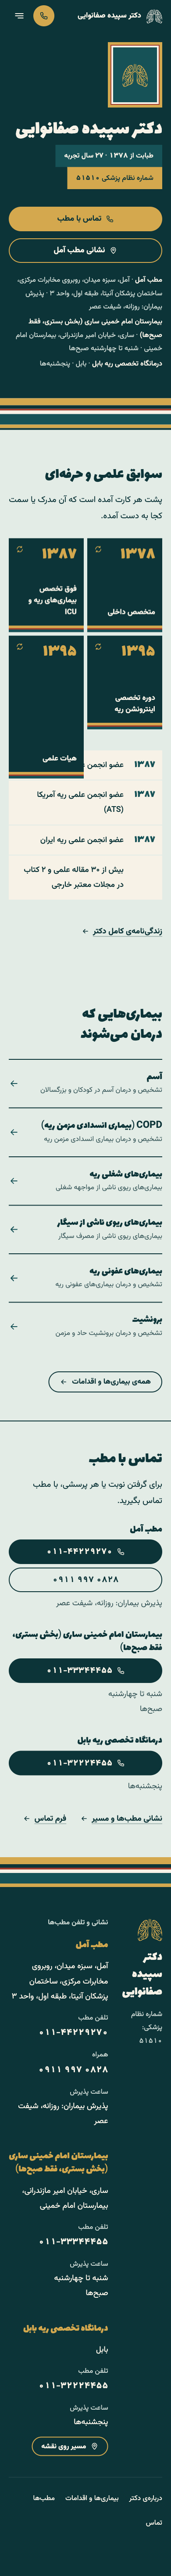 دکتر سپیده صفانوایی
دکتر سپیده صفانوایی
طبابت از ۱۳۷۸ · ۲۷ سال تجربه
شماره نظام پزشکی ۵۱۵۱۰
تماس با مطب
نشانی مطب آمل
مطب آمل · آمل، سبزه میدان، روبروی مخابرات مرکزی، ساختمان پزشکان آپتیا، طبقه اول، واحد ۳ · پذیرش بیماران: روزانه، شیفت عصر
بیمارستان امام خمینی ساری (بخش بستری، فقط صبح‌ها) · ساری، خیابان امیر مازندرانی، بیمارستان امام خمینی · شنبه تا چهارشنبه صبح‌ها
درمانگاه تخصصی ریه بابل · بابل · پنجشنبه‌ها
سوابق علمی و حرفه‌ای
پشت هر کارت آمده است که آن مدرک یا سمت کجا به دست آمده.
۱۳۷۸
متخصص داخلی
۱۳۸۷
فوق تخصص بیماری‌های ریه و ICU
۱۳۹۵
دوره تخصصی اینترونشن ریه
۱۳۹۵
هیات علمی
۱۳۸۷
عضو انجمن
۱۳۸۷
عضو انجمن علمی ریه آمریکا (ATS)
۱۳۸۷
عضو انجمن علمی ریه ایران
بیش از ۳۰ مقاله علمی و ۲ کتاب در مجلات معتبر خارجی
زندگی‌نامه‌ی کامل دکتر
بیماری‌هایی که درمان می‌شوند
آسم
تشخیص و درمان آسم در کودکان و بزرگسالان
COPD (بیماری انسدادی مزمن ریه)
تشخیص و درمان بیماری انسدادی مزمن ریه
بیماری‌های شغلی ریه
بیماری‌های ریوی ناشی از مواجهه شغلی
بیماری‌های ریوی ناشی از سیگار
بیماری‌های ریوی ناشی از مصرف سیگار
بیماری‌های عفونی ریه
تشخیص و درمان بیماری‌های عفونی ریه
برونشیت
تشخیص و درمان برونشیت حاد و مزمن
همه‌ی بیماری‌ها و اقدامات
تماس با مطب
برای گرفتن نوبت یا هر پرسشی، با مطب تماس بگیرید.
مطب آمل
۰۱۱-۴۴۲۲۹۲۷۰
۰۹۱۱ ۹۹۷ ۰۸۲۸
پذیرش بیماران: روزانه، شیفت عصر
بیمارستان امام خمینی ساری (بخش بستری، فقط صبح‌ها)
۰۱۱-۳۳۳۴۴۴۵۵
شنبه تا چهارشنبه صبح‌ها
درمانگاه تخصصی ریه بابل
۰۱۱-۳۲۲۲۴۴۵۵
پنجشنبه‌ها
نشانی مطب‌ها و مسیر
فرم تماس
دکتر سپیده صفانوایی
شماره نظام پزشکی: ۵۱۵۱۰
نشانی و تلفن مطب‌ها
مطب آمل
آمل، سبزه میدان، روبروی مخابرات مرکزی، ساختمان پزشکان آپتیا، طبقه اول، واحد ۳
تلفن مطب
۰۱۱-۴۴۲۲۹۲۷۰
همراه
۰۹۱۱ ۹۹۷ ۰۸۲۸
ساعت پذیرش
پذیرش بیماران: روزانه، شیفت عصر
بیمارستان امام خمینی ساری (بخش بستری، فقط صبح‌ها)
ساری، خیابان امیر مازندرانی، بیمارستان امام خمینی
تلفن مطب
۰۱۱-۳۳۳۴۴۴۵۵
ساعت پذیرش
شنبه تا چهارشنبه صبح‌ها
درمانگاه تخصصی ریه بابل
بابل
تلفن مطب
۰۱۱-۳۲۲۲۴۴۵۵
ساعت پذیرش
پنجشنبه‌ها
مسیر روی نقشه
درباره‌ی دکتر
بیماری‌ها و اقدامات
مطب‌ها
تماس